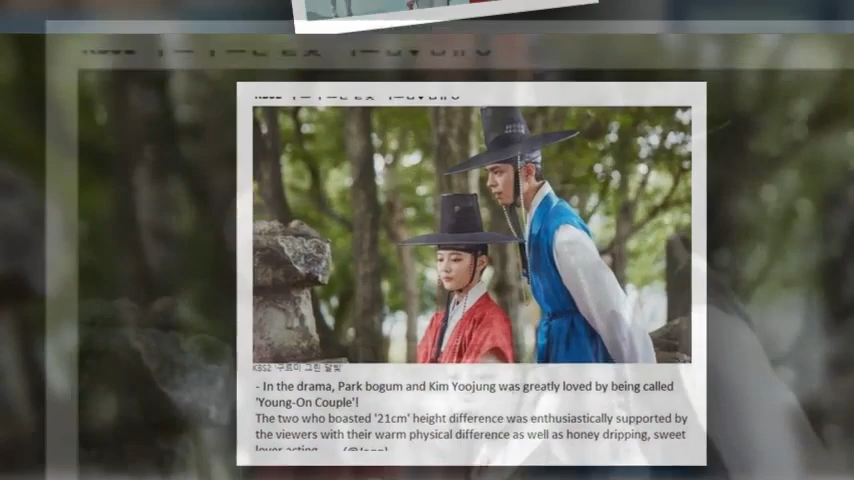 KBS2 '구르미 그린 달빛'
- In the drama, Park bogum and Kim Yoojung was greatly loved by being called
'Young-On Couple'!
The two who boasted '21cm' height difference was enthusiastically supported by
the viewers with their warm physical difference as well as honey dripping, sweet
lover acting